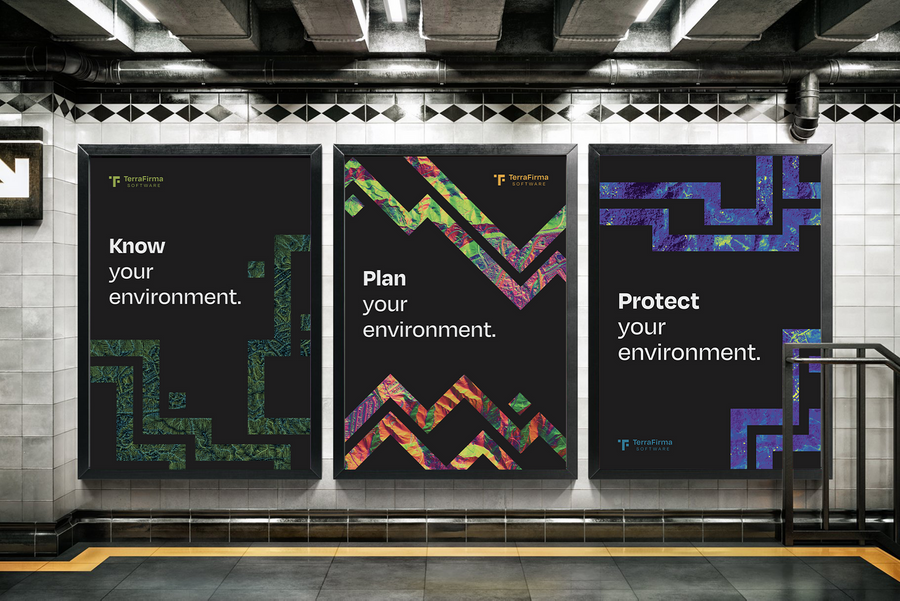 N
TerraFirma
SOFTWARE
Know
your
environment.
TerraFirma
SOFTWARE
Plan
your
environment.
Protect
your
environment.
TerraFirma
SOFTWARE